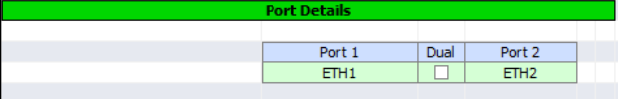 Port Details
Port 1 Dual Port 2
ETH1 ETH2